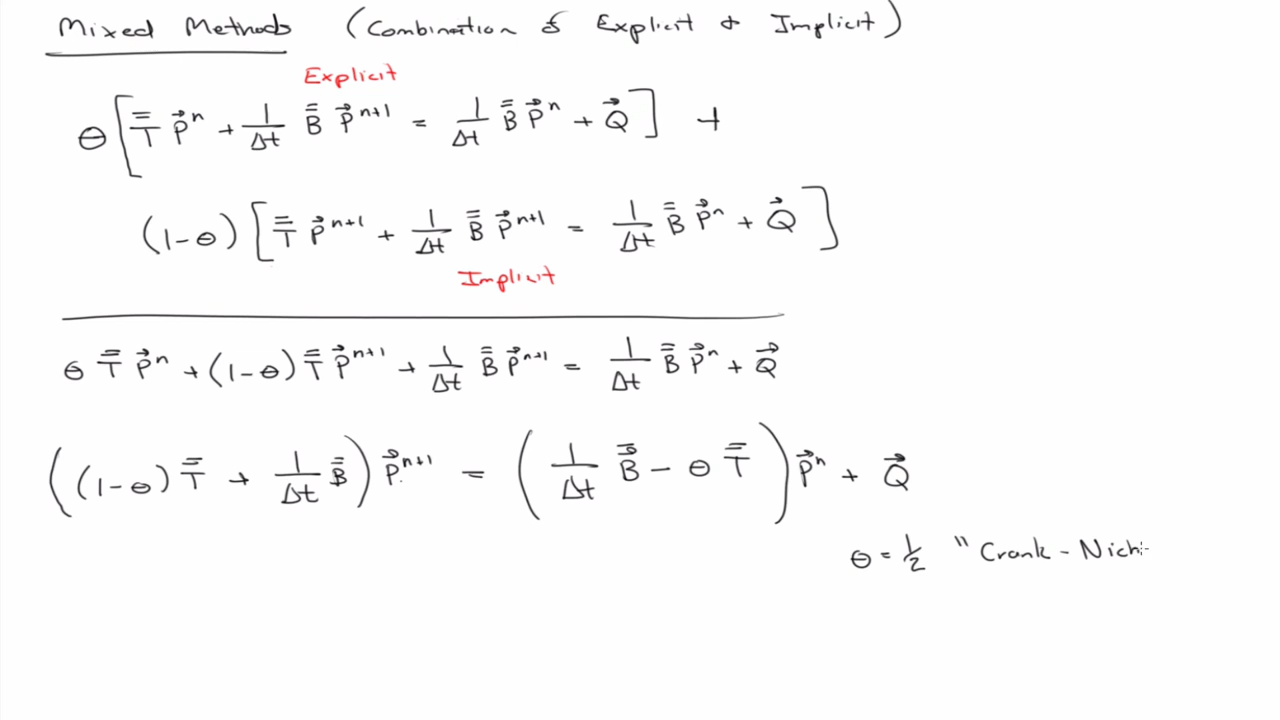 Mixed Methods (Combination of Explicit & Implicit)
Explicit
θ[T̿ P⃗ⁿ + 1/Δt B̿ P⃗ⁿ⁺¹ = 1/Δt B̿ P⃗ⁿ + Q⃗] +
(1-θ)[T̿ P⃗ⁿ⁺¹ + 1/Δt B̿ P⃗ⁿ⁺¹ = 1/Δt B̿ P⃗ⁿ + Q⃗]
Implicit
θ T̿ P⃗ⁿ + (1-θ) T̿ P⃗ⁿ⁺¹ + 1/Δt B̿ P⃗ⁿ⁺¹ = 1/Δt B̿ P⃗ⁿ + Q⃗
((1-θ) T̿ + 1/Δt B̿) P⃗ⁿ⁺¹ = (1/Δt B̿ - θ T̿) P⃗ⁿ + Q⃗
θ = 1/2 "Crank - Nich